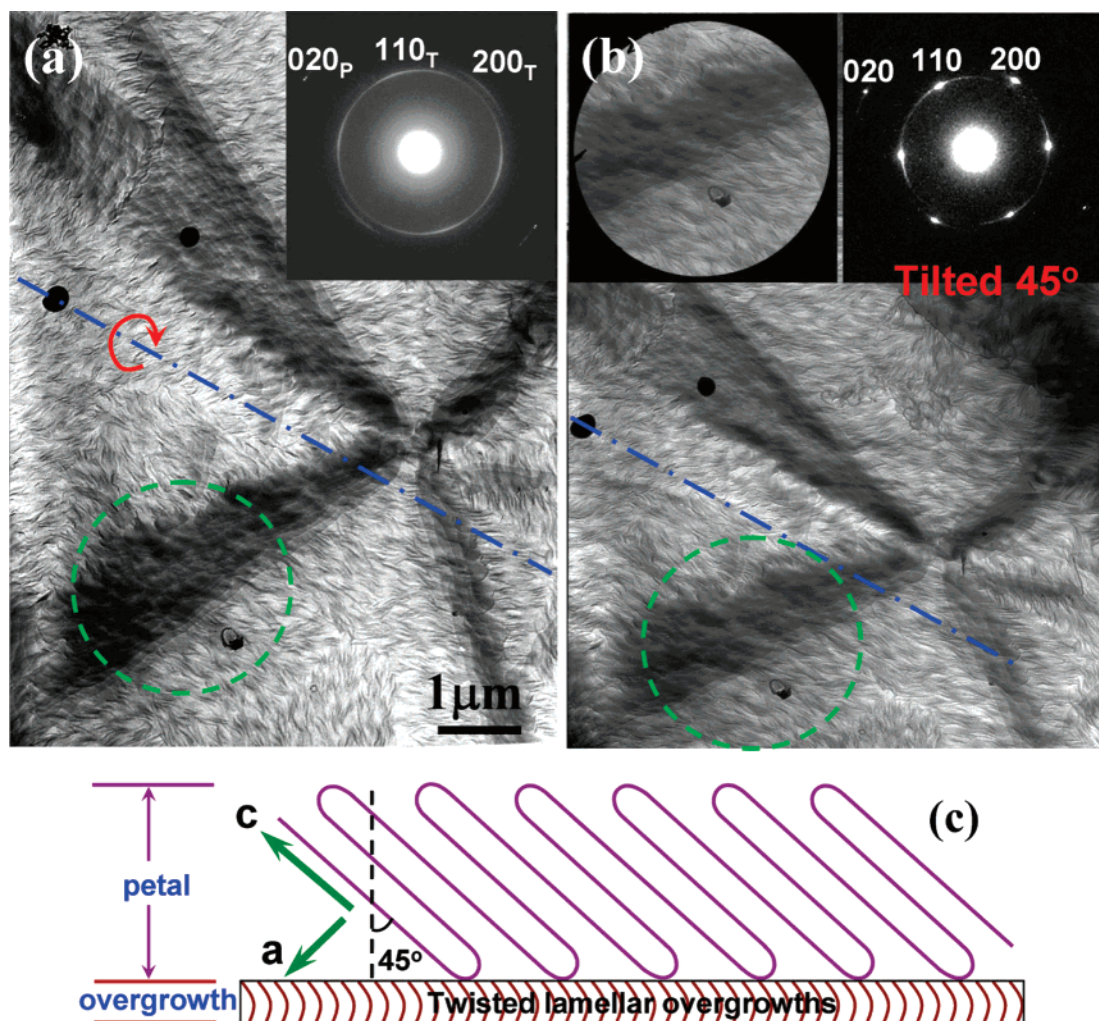 (a)
020P 110T 200T
1μm
(b)
020 110 200
Tilted 45°
(c)
c
petal
a
45°
overgrowth
Twisted lamellar overgrowths